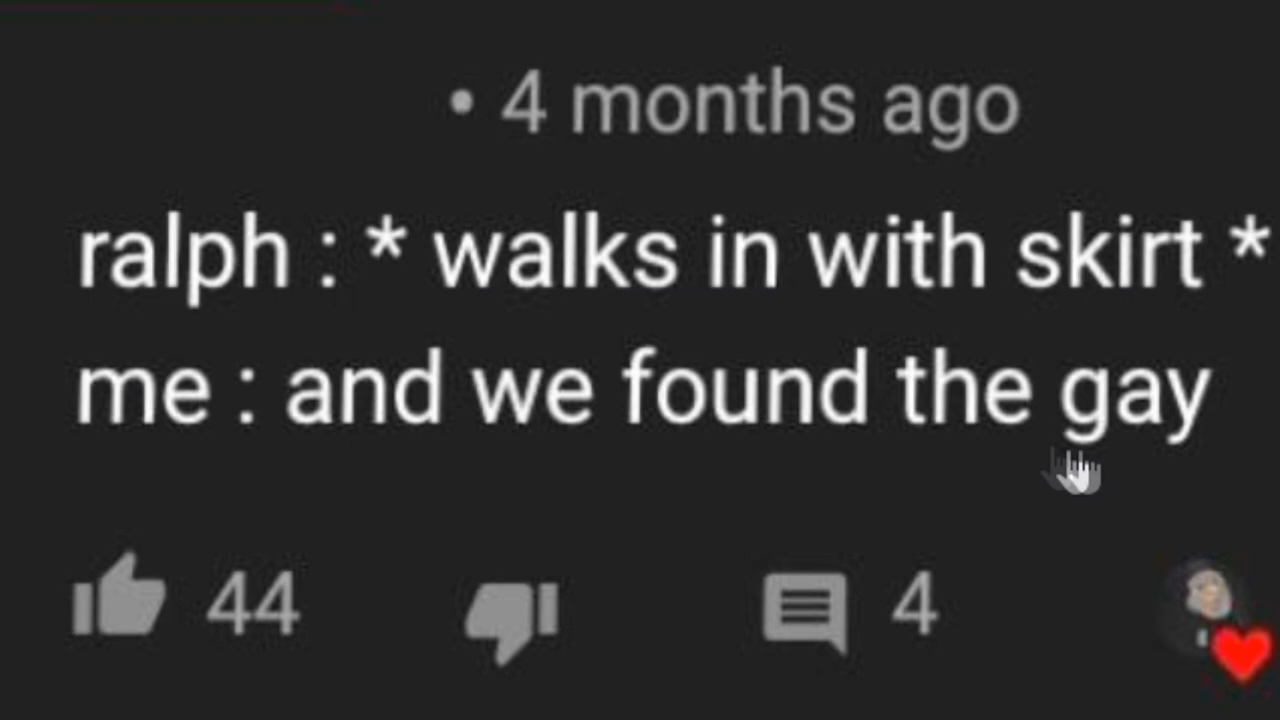 • 4 months ago
ralph : * walks in with skirt *
me : and we found the gay
44 4